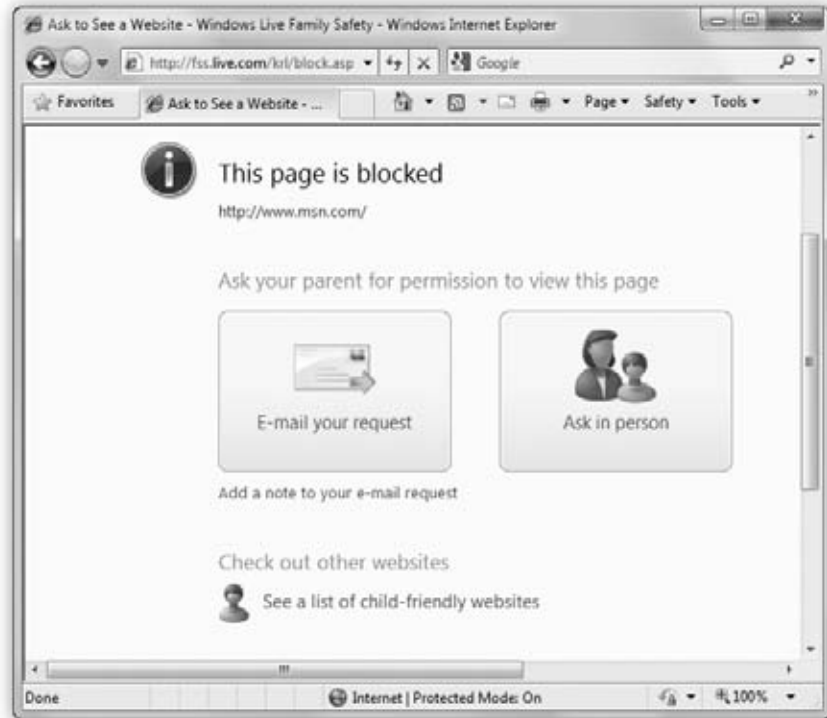 Ask to See a Website - Windows Live Family Safety - Windows Internet Explorer
http://fss.live.com/krl/block.asp
Google
Favorites
Ask to See a Website - ...
Page
Safety
Tools
This page is blocked
http://www.msn.com/
Ask your parent for permission to view this page
E-mail your request
Ask in person
Add a note to your e-mail request
Check out other websites
See a list of child-friendly websites
Done
Internet | Protected Mode: On
100%